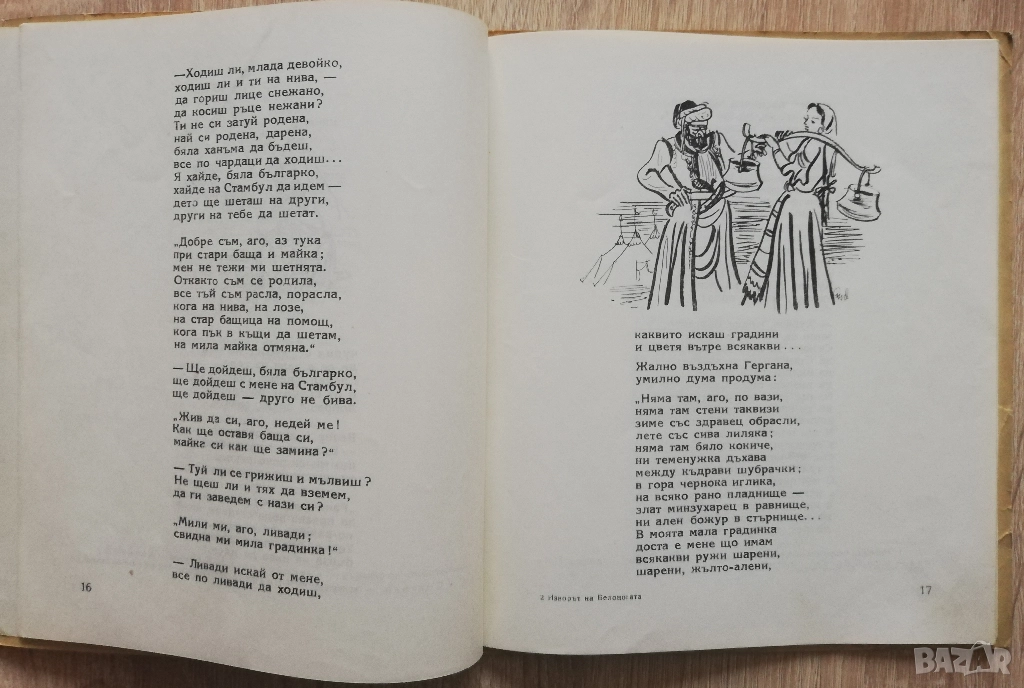 —Ходиш ли, млада девойко,
ходиш ли и ти на нива, —
да гориш лице снежано,
да косиш ръце нежани?
Ти не си затуй родена,
най си родена, дарена,
бяла ханъма да бъдеш,
все по чардаци да ходиш...
Я хайде, бяла българко,
хайде на Стамбул да идем —
дето ще шеташ на други,
други на тебе да шетат.
„Добре съм, аго, аз тука
при стари баща и майка;
мен не тежи ми шетнята.
Откакто съм се родила,
все тъй съм расла, порасла,
кога на нива, на лозе,
на стар бащица на помощ,
кога пък в къщи да шетам,
на мила майка отмяна.“
— Ще дойдеш, бяла българко,
ще дойдеш с мене на Стамбул,
ще дойдеш — друго не бива.
„Жив да си, аго, недей ме!
Как ще оставя баща си,
майка си как ще замина?“
— Туй ли се грижиш и мълвиш?
Не щеш ли и тях да вземем,
да ги заведем с нази си?
„Мили ми, аго, ливади;
свидна ми мила градинка!“
— Ливади искай от мене,
все по ливади да ходиш,
16
каквито искаш градини
и цветя вътре всякакви...
Жално въздъхна Гергана,
умилно дума продума:
„Няма там, аго, по вази,
няма там стени таквизи
зиме със здравец обрасли,
лете със сива лиляка;
няма там бяло кокиче,
ни теменужка дъхава
между къдрави шубрачки;
в гора чернока иглика,
на всяко рано пладнище —
злат минзухарец в равнище,
ни ален божур в стърнище...
В моята мала градинка
доста е мене що имам
всякакви ружи шарени,
шарени, жълто-алени,
2 Изворът на Белоногата
17
BAZAR